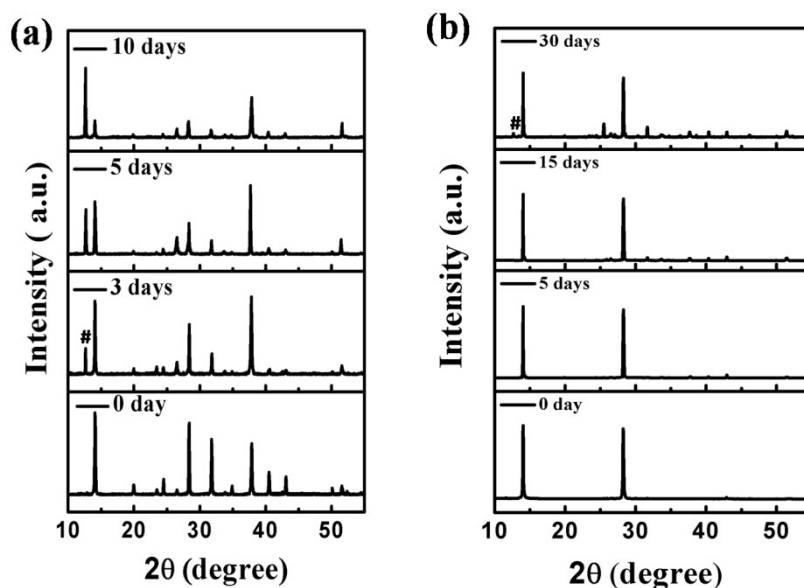 (a)
10 days
5 days
3 days
#
0 day
Intensity ( a.u.)
10 20 30 40 50
2θ (degree)
(b)
30 days
#
15 days
5 days
0 day
Intensity (a.u.)
10 20 30 40 50
2θ (degree)